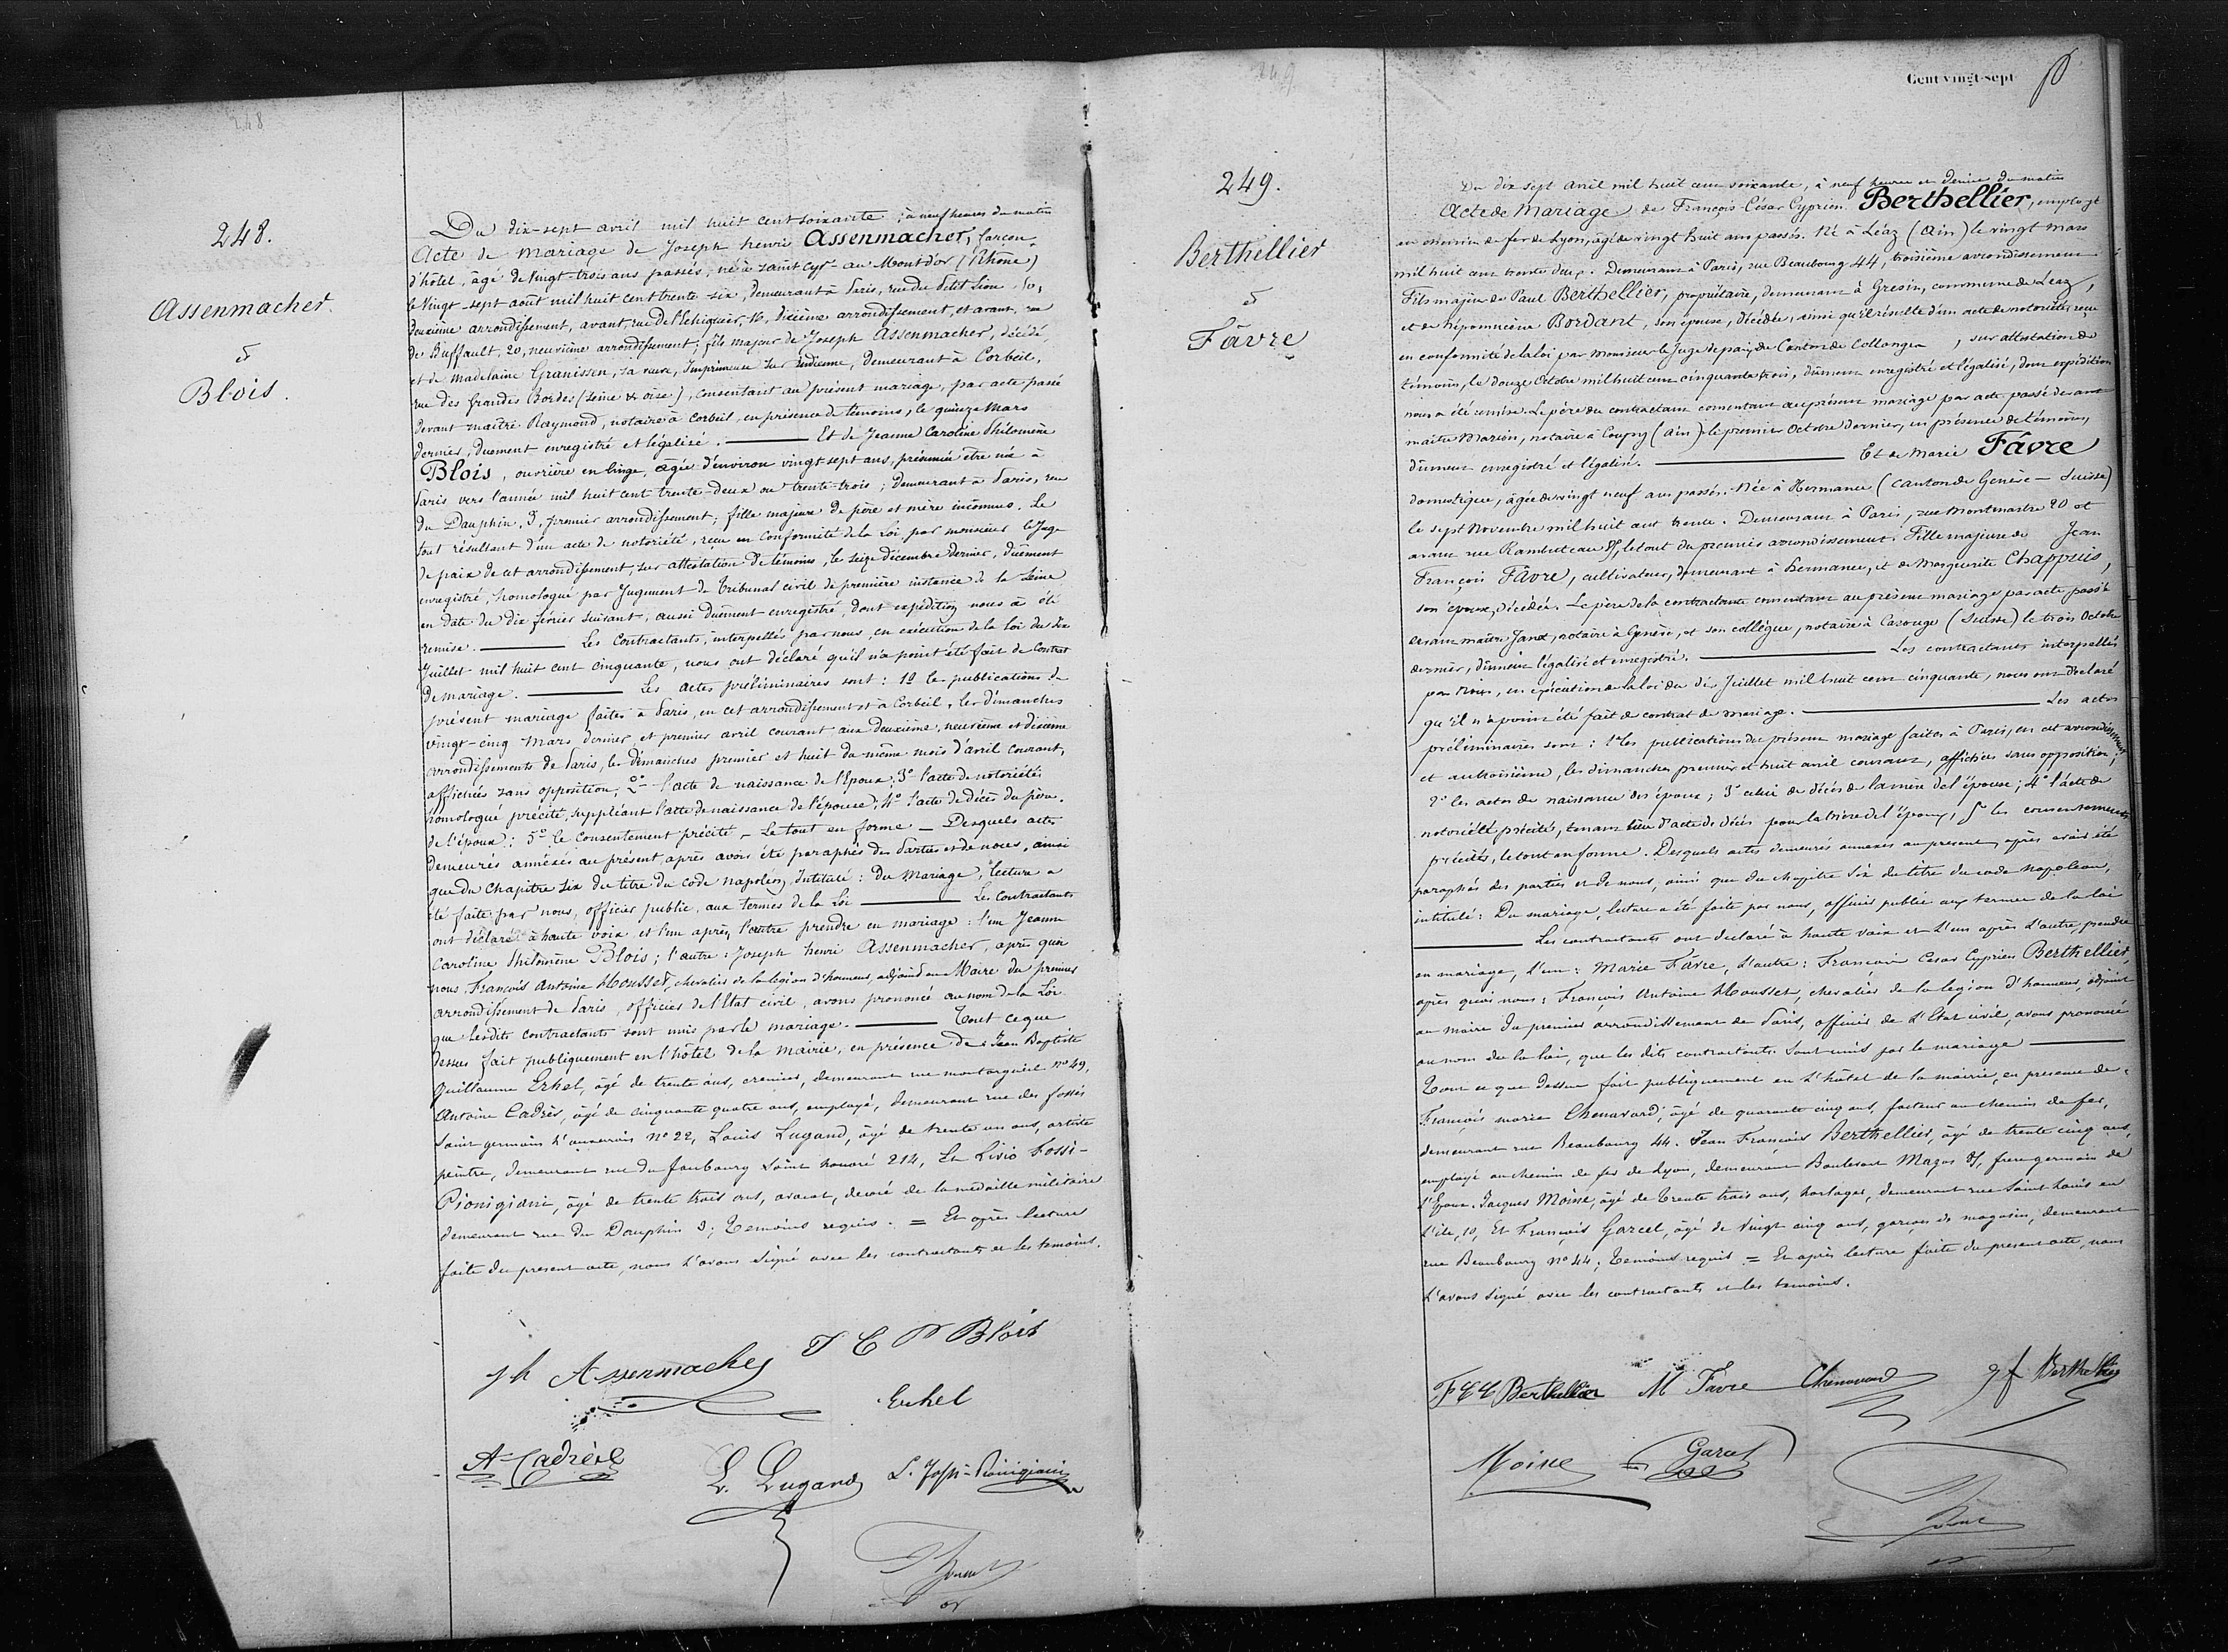 248
248.
Assenmacher.
&
Blois.
Du dix-sept avril mil huit cent soixante, à neuf heures du matin
Acte de mariage de Joseph henri Assenmacher, Garçon
d'hôtel, âgé de Vingt-trois ans passés, né à Saint Cyr-au Montd'or (Rhône)
le Vingt-sept août mil huit cent trente six, demeurant à Paris, rue du Petit Lion, 10,
deuxième arrondissement, avant, rue de l'Echiquier, 16, dixième arrondissement, et avant, rue
de Buffault, 20, neuvième arrondissement; fils majeur de Joseph Assenmacher, décédé,
et de Madelaine Granissen, sa veuve, Imprimeuse Sur indienne, demeurant à Corbeil,
rue des Grandes Bordes (Seine & oise), consentant au présent mariage, par acte passé
devant maître Raymond, notaire à Corbeil, en présence de témoins, le quinze Mars
dernier, duement enregistré et légalisé. — Et de Jeanne Caroline Philomène
Blois, ouvrière en linge, âgée d'environ vingt sept ans, présumée être née à
Paris vers l'année mil huit cent trente-deux ou trente-trois; demeurant à Paris, rue
du Dauphin, 3, premier arrondissement; fille majeure de père et mère inconnus. Le
tout résultant d'un acte de notoriété, reçu en Conformité de la Loi par monsieur le Juge
de paix de cet arrondissement, sur attestation de témoins, le seize décembre dernier, duement
enregistré, homologué par Jugement du Tribunal civil de première instance de la Seine
en date du dix février suivant, aussi duement enregistré, dont expédition nous a été
remise. — Les Contractants, interpellés par nous, en exécution de la loi du dix
Juillet mil huit cent cinquante, nous ont déclaré qu'il n'a point été fait de Contrat
de mariage. — Les actes préliminaires sont: 1º les publications du
présent mariage faites à Paris, en cet arrondissement et à Corbeil, les dimanches
vingt-cinq Mars dernier et premier avril courant aux deuxième, neuvième et dixième
arrondissements de Paris, les dimanches premier et huit du même mois d'avril courant,
affichées sans opposition; 2º l'acte de naissance de l'Epoux; 3º l'acte de notoriété
homologué précité, suppléant l'acte de naissance de l'épouse; 4º l'acte de décès du père
de l'époux; 5º le Consentement précité - Le tout en forme - Desquels actes
demeurés annéxés au présent, après avoir été paraphés des Parties et de nous, ainsi
que du Chapitre six du titre du code napoléon, Intitulé: Du Mariage, lecture a
été faite par nous, officier public, aux termes de la Loi — Les Contractants
ont déclaré à haute voix et l'un après l'autre prendre en mariage: l'un Jeanne
Caroline Philomène Blois; l'autre: Joseph henri Assenmacher, après quoi
nous, François Antoine Mousset, chevalier de la légion d'honneur, adjoint au Maire du premier
arrondissement de Paris, officier de l'Etat civil, avons prononcé au nom de la Loi
que lesdits contractants sont unis par le mariage. — Tout ce que
dessus fait publiquement en l'hôtel de la Mairie, en présence de: Jean Baptiste
Guillaume Erhel, âgé de trente ans, cremier, demeurant rue montorgueil nº 49,
Antoine Cadrès, âgé de cinquante quatre ans, employé, demeurant rue des fossés
Saint germain l'auxerrois nº 22, Louis Lugand, âgé de trente un ans, artiste
peintre, demeurant rue du faubourg Saint honoré 214, Et Livio Fossi-
Pionigiani, âgé de trente trois ans, avocat, décoré de la médaille militaire
demeurant rue du Dauphin 3; Témoins requis. = Et après lecture
faite du présent acte, nous l'avons signé avec les contractants et les témoins.
Jh Assenmacher J C P Blois
Erhel
A Cadrès
L. Lugand L. Fossi-Pionigiani
249
Cent vingt-sept
249.
Berthellier
&
Fâvre
Du dix sept avril mil huit cent soixante, à neuf heures et demie du matin
Acte de Mariage de François César Cyprien Berthellier, employé
au chemin de fer de Lyon, âgé de vingt huit ans passés. Né à Léaz (Ain) le vingt mars
mil huit cent trente deux. Demeurant à Paris, rue Beaubourg 44, troisième arrondissement
Fils majeur de Paul Berthellier, propriétaire, demeurant à Gresin, commune de Leaz,
et de Népomucène Bordant, son épouse, décédée, ainsi qu'il résulte d'un acte de notoriété, reçu
en conformité de la loi par Monsieur le Juge de paix du Canton de Collonges, sur attestation de
témoins, le douze Octobre mil huit cent cinquante trois, dûment enregistré et légalisé, dont expédition
nous a été remise. Le père du contractant consentant au présent mariage par acte passé devant
maître Marion, notaire à Coupy (Ain) le premier Octobre dernier, en présence de témoins,
dûment enregistré et légalisé. — Et de Marie Fâvre
domestique, âgée de vingt neuf ans passés. Née à Hermance (canton de Genève - Suisse)
le sept Novembre mil huit cent trente. Demeurant à Paris, rue Montmartre 20 et
avant rue Rambuteau, le tout du premier arrondissement. Fille majeure de Jean
François Fâvre, cultivateur, demeurant à hermance, et de Marguerite Chappuis,
son épouse, décédée. Le père de la contractante consentant au présent mariage par acte passé
devant maître Janet, notaire à Genève, et son collégue, notaire à Carouge (Suisse) le trois Octobre
dernier, dûment légalisé et enregistré. — Les contractants interpellés
par Nous, en exécution de la loi du dix Juillet mil huit cent cinquante, nous ont déclaré
qu'il n'a point été fait de contrat de mariage. — Les actes
préliminaires sont: 1º les publications du présent mariage faites à Paris, en cet arrondissement
et au troisième, les dimanches premier et huit avril courant, affichées sans opposition;
2º les actes de naissance des époux; 3º celui de décès de la mère de l'épouse; 4º l'acte de
notoriété précité, tenant lieu d'acte de décès pour la mère de l'époux, 5º les consentements
précités, le tout en forme. Desquels actes demeurés annexés au présent, après avoir été
paraphés des parties et de nous, ainsi que du chapitre Six du titre du code Napoléon,
intitulé: Du mariage, lecture a été faite par nous, officier public aux termes de la loi
— Les contractants ont déclaré à haute voix et l'un après l'autre, prendre
en mariage, l'un: Marie Fâvre, l'autre: François César Cyprien Berthellier,
après quoi nous: François Antoine Mousset, chevalier de la légion d'honneur, adjoint
au maire du premier arrondissement de Paris, officier de l'Etat civil, avons prononcé
au nom de la loi, que les dits contractants sont unis par le mariage —
Tout ce que dessus fait publiquement en l'hôtel de la mairie, en présence de:
François marie Chenavard, âgé de quarante cinq ans, facteur au chemin de fer,
demeurant rue Beaubourg 44. Jean François Berthellier, âgé de trente cinq ans,
employé au chemin de fer de Lyon, demeurant Boulevart Mazas, frère germain de
l'Epoux. Jacques Moine, âgé de trente trois ans, horloger, demeurant rue Saint Louis en
l'ile, 10, Et François Garcel, âgé de vingt cinq ans, garçon de magasin, demeurant
rue Beaubourg nº 44; Témoins requis. = Et après lecture faite du présent acte, nous
l'avons signé avec les contractants et les témoins.
F C C Berthellier M Favre Chenavard J f Berthellier
Moine Garcel